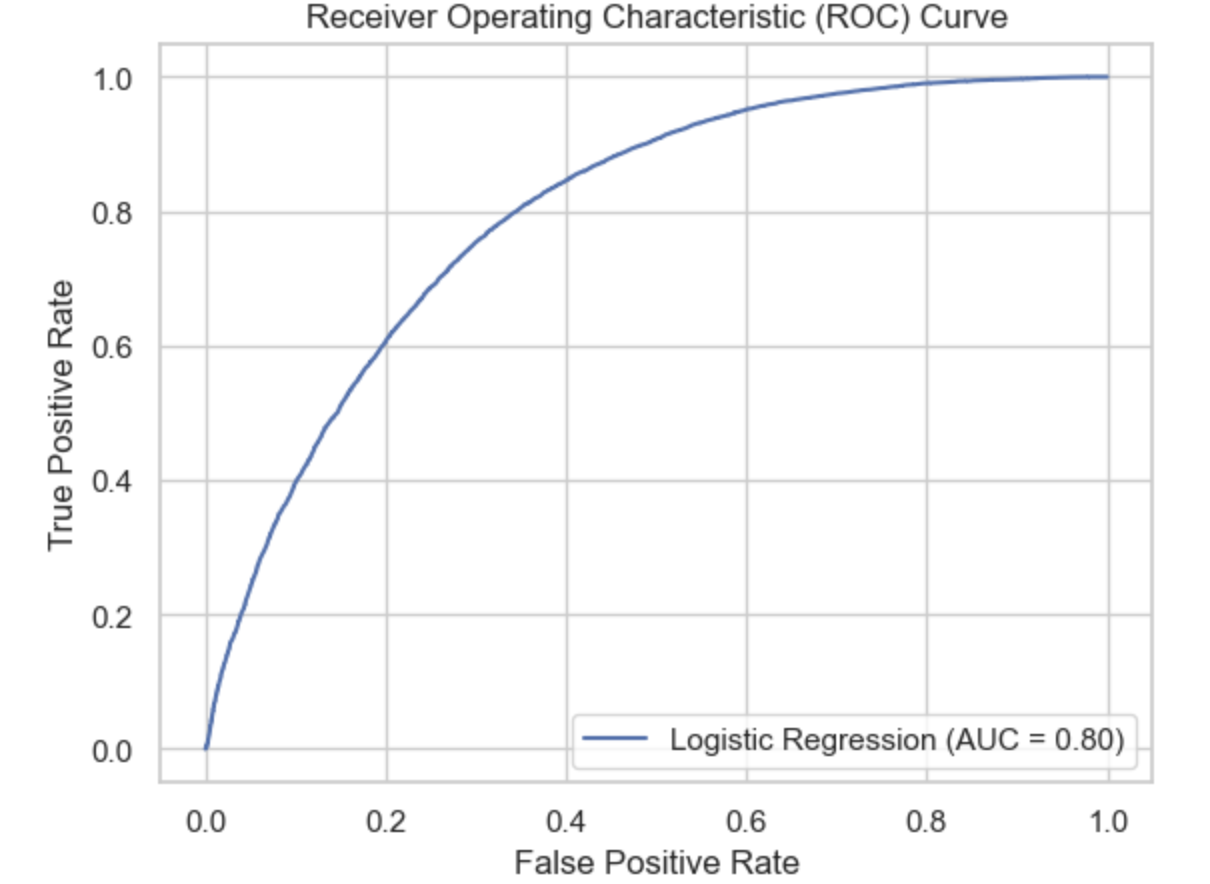 Receiver Operating Characteristic (ROC) Curve
True Positive Rate
1.0
0.8
0.6
0.4
0.2
0.0
Logistic Regression (AUC = 0.80)
0.0 0.2 0.4 0.6 0.8 1.0
False Positive Rate